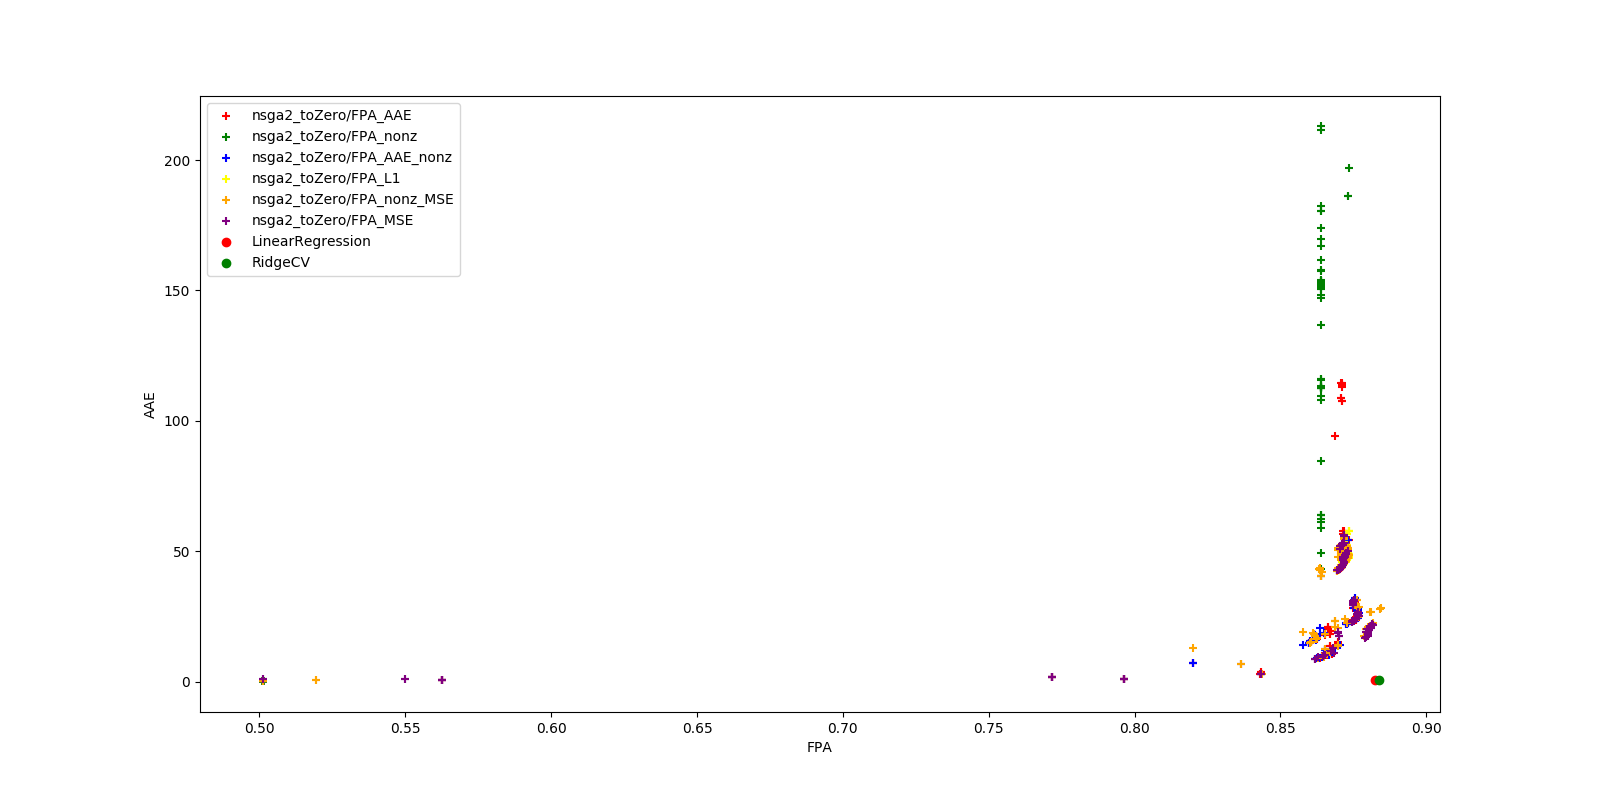 nsga2_toZero/FPA_AAE
nsga2_toZero/FPA_nonz
nsga2_toZero/FPA_AAE_nonz
nsga2_toZero/FPA_L1
nsga2_toZero/FPA_nonz_MSE
nsga2_toZero/FPA_MSE
LinearRegression
RidgeCV
200
150
100
50
0
AAE
0.50 0.55 0.60 0.65 0.70 0.75 0.80 0.85 0.90
FPA